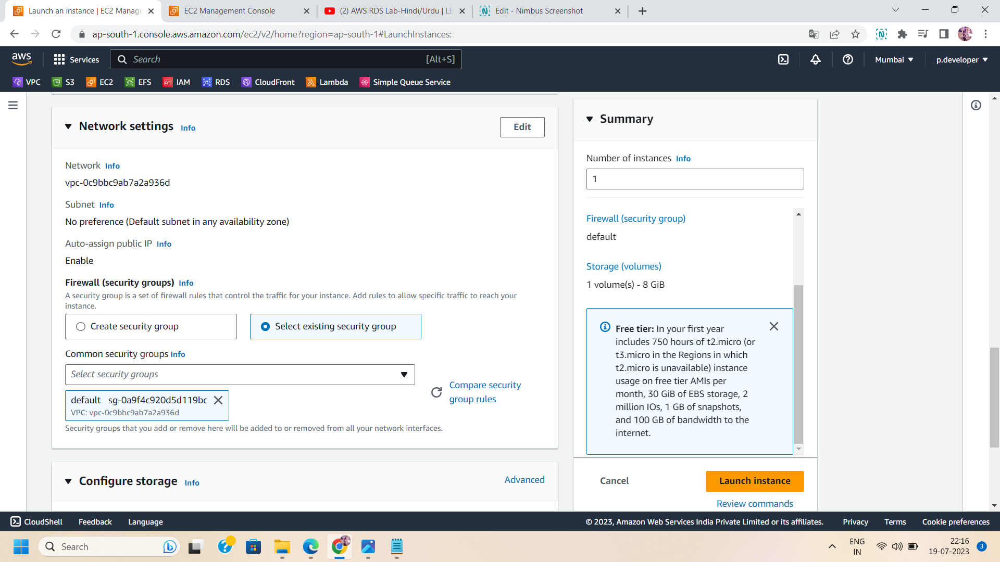 Launch an instance | EC2 Manage
EC2 Management Console
(2) AWS RDS Lab-Hindi/Urdu | LE
Edit - Nimbus Screenshot
ap-south-1.console.aws.amazon.com/ec2/v2/home?region=ap-south-1#LaunchInstances:
aws
Services
Search
[Alt+S]
Mumbai
p.developer
VPC
S3
EC2
EFS
IAM
RDS
CloudFront
Lambda
Simple Queue Service
Network settings Info
Edit
Network Info
vpc-0c9bbc9ab7a2a936d
Subnet Info
No preference (Default subnet in any availability zone)
Auto-assign public IP Info
Enable
Firewall (security groups) Info
A security group is a set of firewall rules that control the traffic for your instance. Add rules to allow specific traffic to reach your
instance.
Create security group
Select existing security group
Common security groups Info
Select security groups
default sg-0a9f4c920d5d119bc
VPC: vpc-0c9bbc9ab7a2a936d
Compare security
group rules
Security groups that you add or remove here will be added to or removed from all your network interfaces.
Configure storage Info
Advanced
Summary
Number of instances Info
1
Firewall (security group)
default
Storage (volumes)
1 volume(s) - 8 GiB
Free tier: In your first year
includes 750 hours of t2.micro (or
t3.micro in the Regions in which
t2.micro is unavailable) instance
usage on free tier AMIs per
month, 30 GiB of EBS storage, 2
million IOs, 1 GB of snapshots,
and 100 GB of bandwidth to the
internet.
Cancel
Launch instance
Review commands
CloudShell
Feedback
Language
© 2023, Amazon Web Services India Private Limited or its affiliates.
Privacy
Terms
Cookie preferences
Search
ENG
IN
22:16
19-07-2023
3